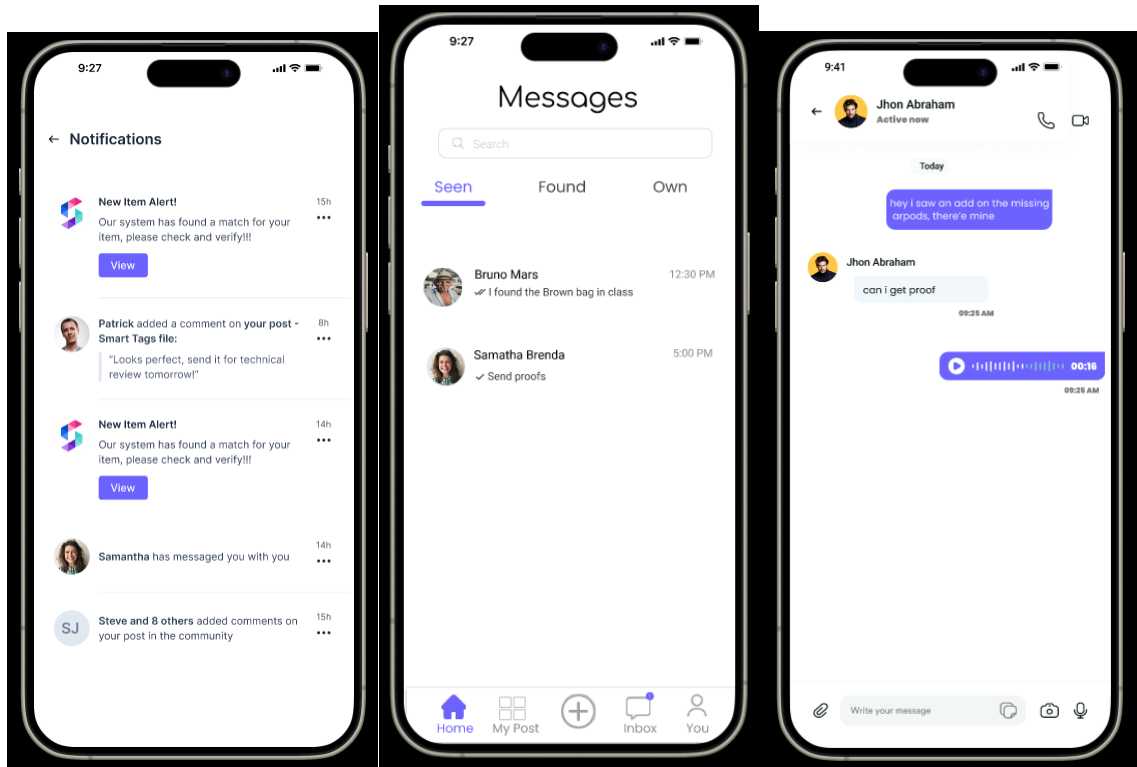 9:27
Notifications
New Item Alert!
15h
Our system has found a match for your
item, please check and verify!!!
View
Patrick added a comment on your post -
8h
Smart Tags file:
“Looks perfect, send it for technical
review tomorrow!”
New Item Alert!
14h
Our system has found a match for your
item, please check and verify!!!
View
14h
Samantha has messaged you with you
SJ
Steve and 8 others added comments on
15h
your post in the community
9:27
Messages
Search
Seen
Found
Own
Bruno Mars
12:30 PM
I found the Brown bag in class
Samatha Brenda
5:00 PM
Send proofs
Home
My Post
Inbox
You
9:41
Jhon Abraham
Active now
Today
hey i saw an add on the missing
arpods, there'e mine
Jhon Abraham
can i get proof
09:25 AM
00:16
09:25 AM
Write your message